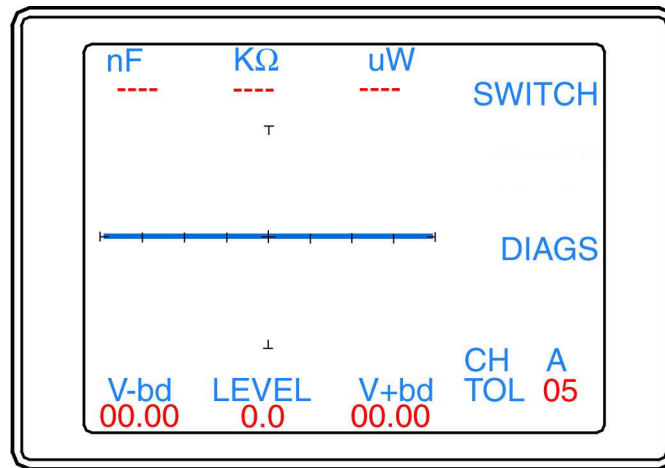 nF KΩ uW
---- ---- ----
SWITCH
DIAGS
CH A
V-bd LEVEL V+bd TOL 05
00.00 0.0 00.00